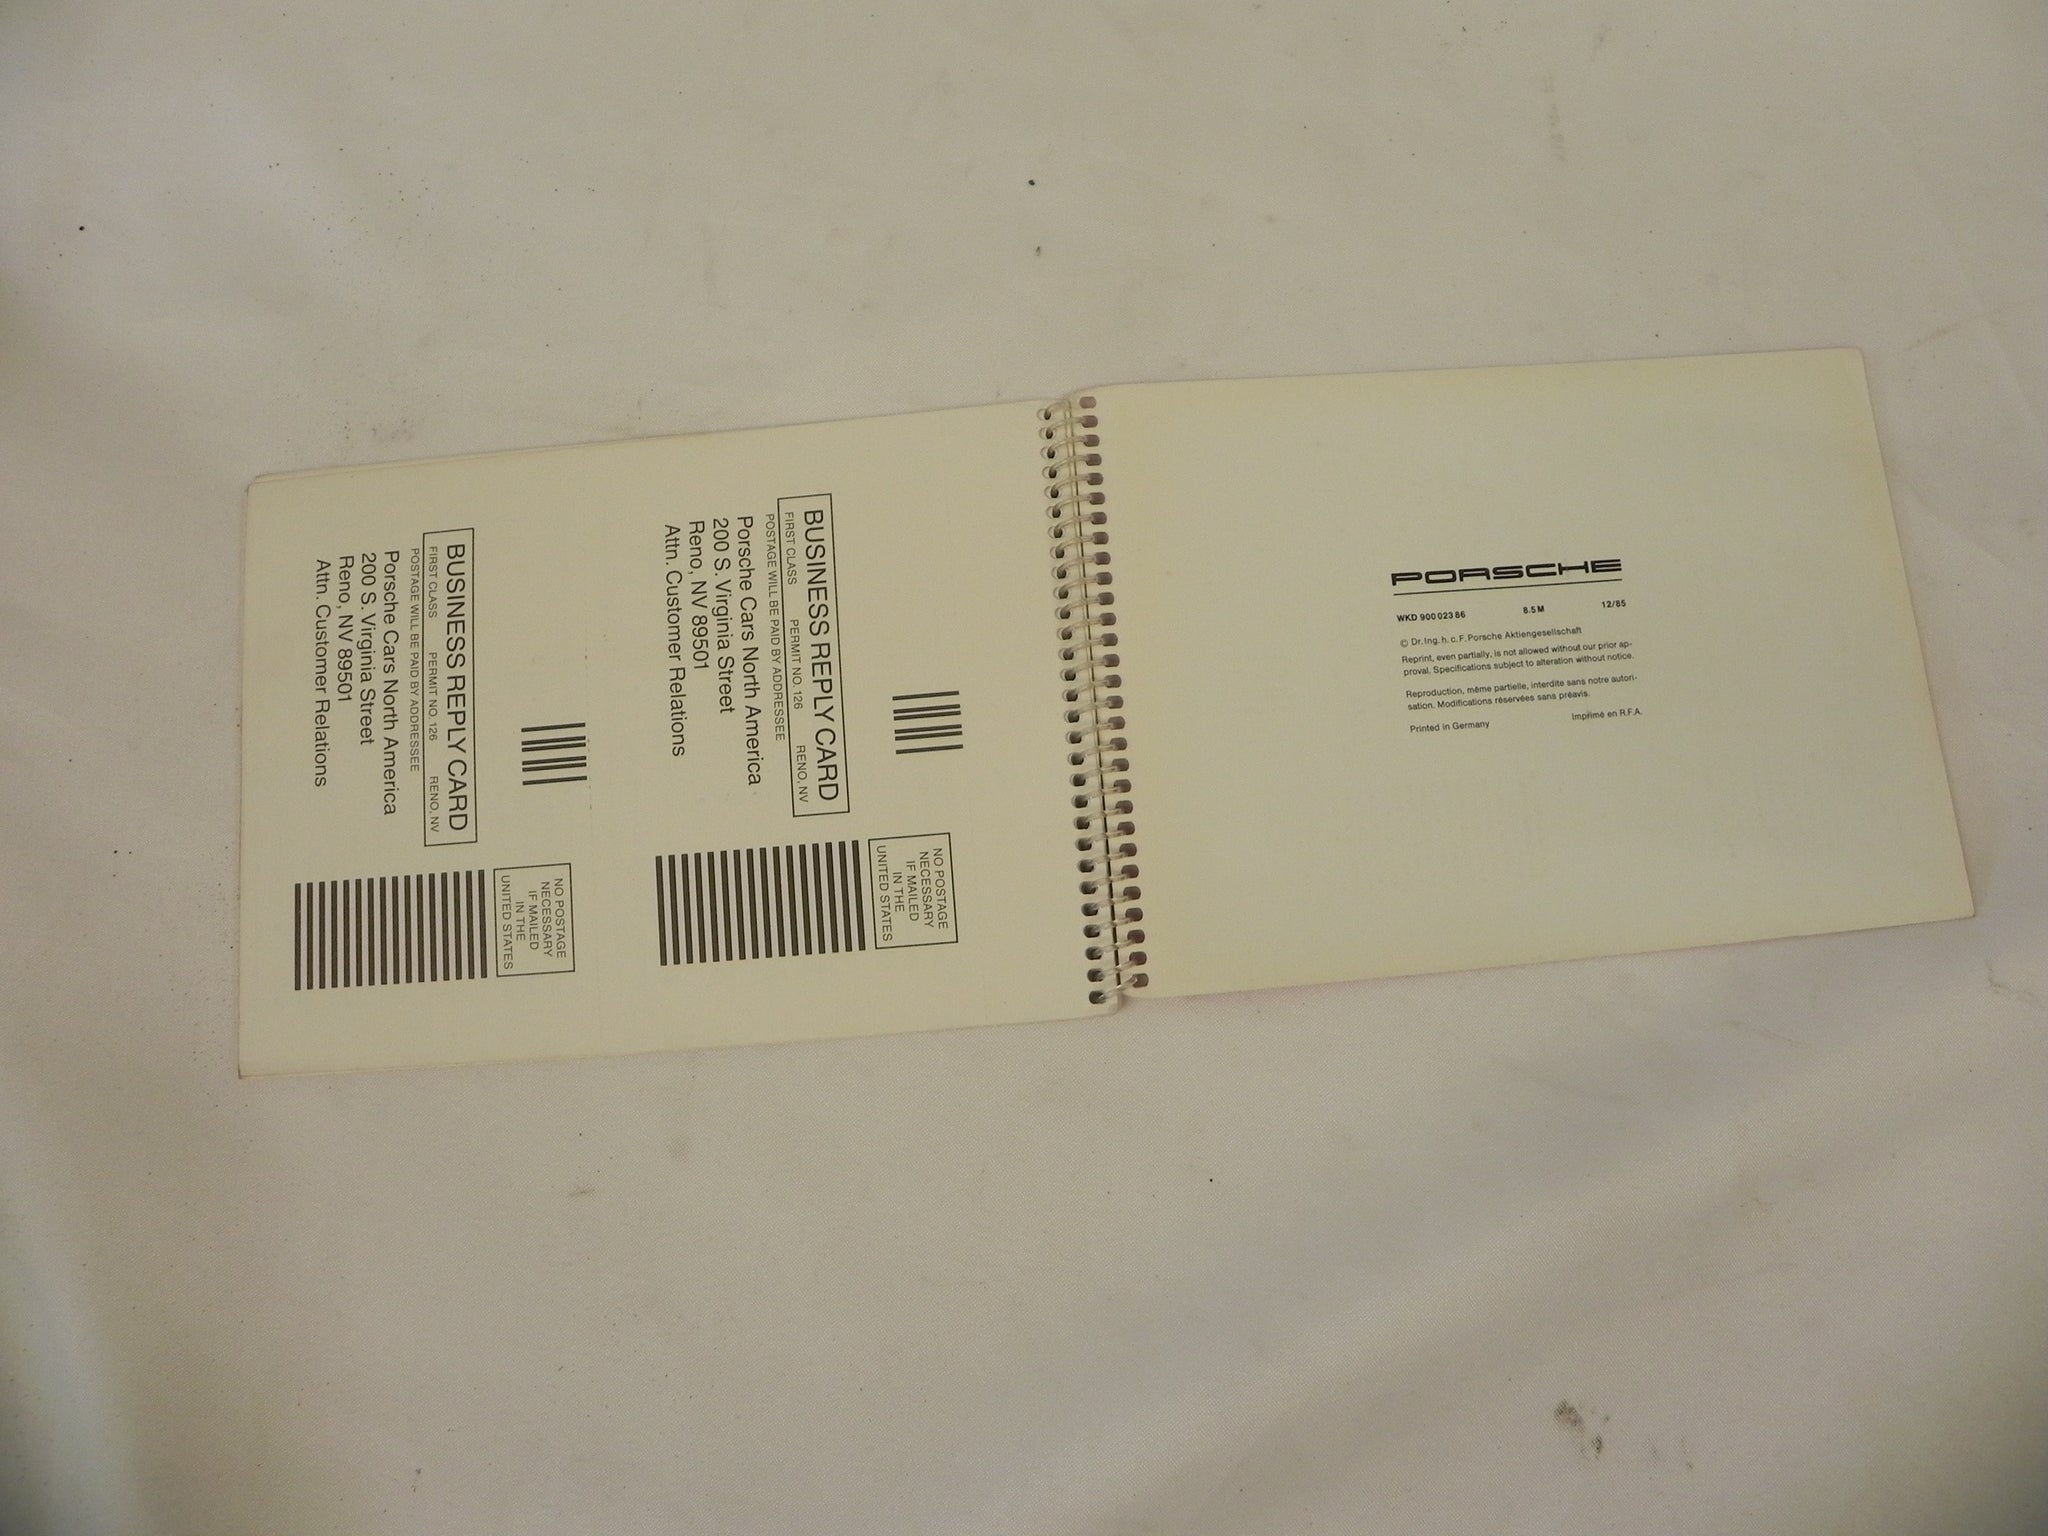 BUSINESS REPLY CARD
FIRST CLASS PERMIT NO. 126 RENO, NV
POSTAGE WILL BE PAID BY ADDRESSEE
Porsche Cars North America
200 S. Virginia Street
Reno, NV 89501
Attn. Customer Relations
NO POSTAGE
NECESSARY
IF MAILED
IN THE
UNITED STATES
BUSINESS REPLY CARD
FIRST CLASS PERMIT NO. 126 RENO, NV
POSTAGE WILL BE PAID BY ADDRESSEE
Porsche Cars North America
200 S. Virginia Street
Reno, NV 89501
Attn. Customer Relations
NO POSTAGE
NECESSARY
IF MAILED
IN THE
UNITED STATES
PORSCHE
WKD 900 023 86 8.5 M 12/85
© Dr. Ing. h. c. F. Porsche Aktiengesellschaft
Reprint, even partially, is not allowed without our prior ap-
proval. Specifications subject to alteration without notice.
Reproduction, même partielle, interdite sans notre autori-
sation. Modifications réservées sans préavis.
Printed in Germany Imprimé en R.F.A.